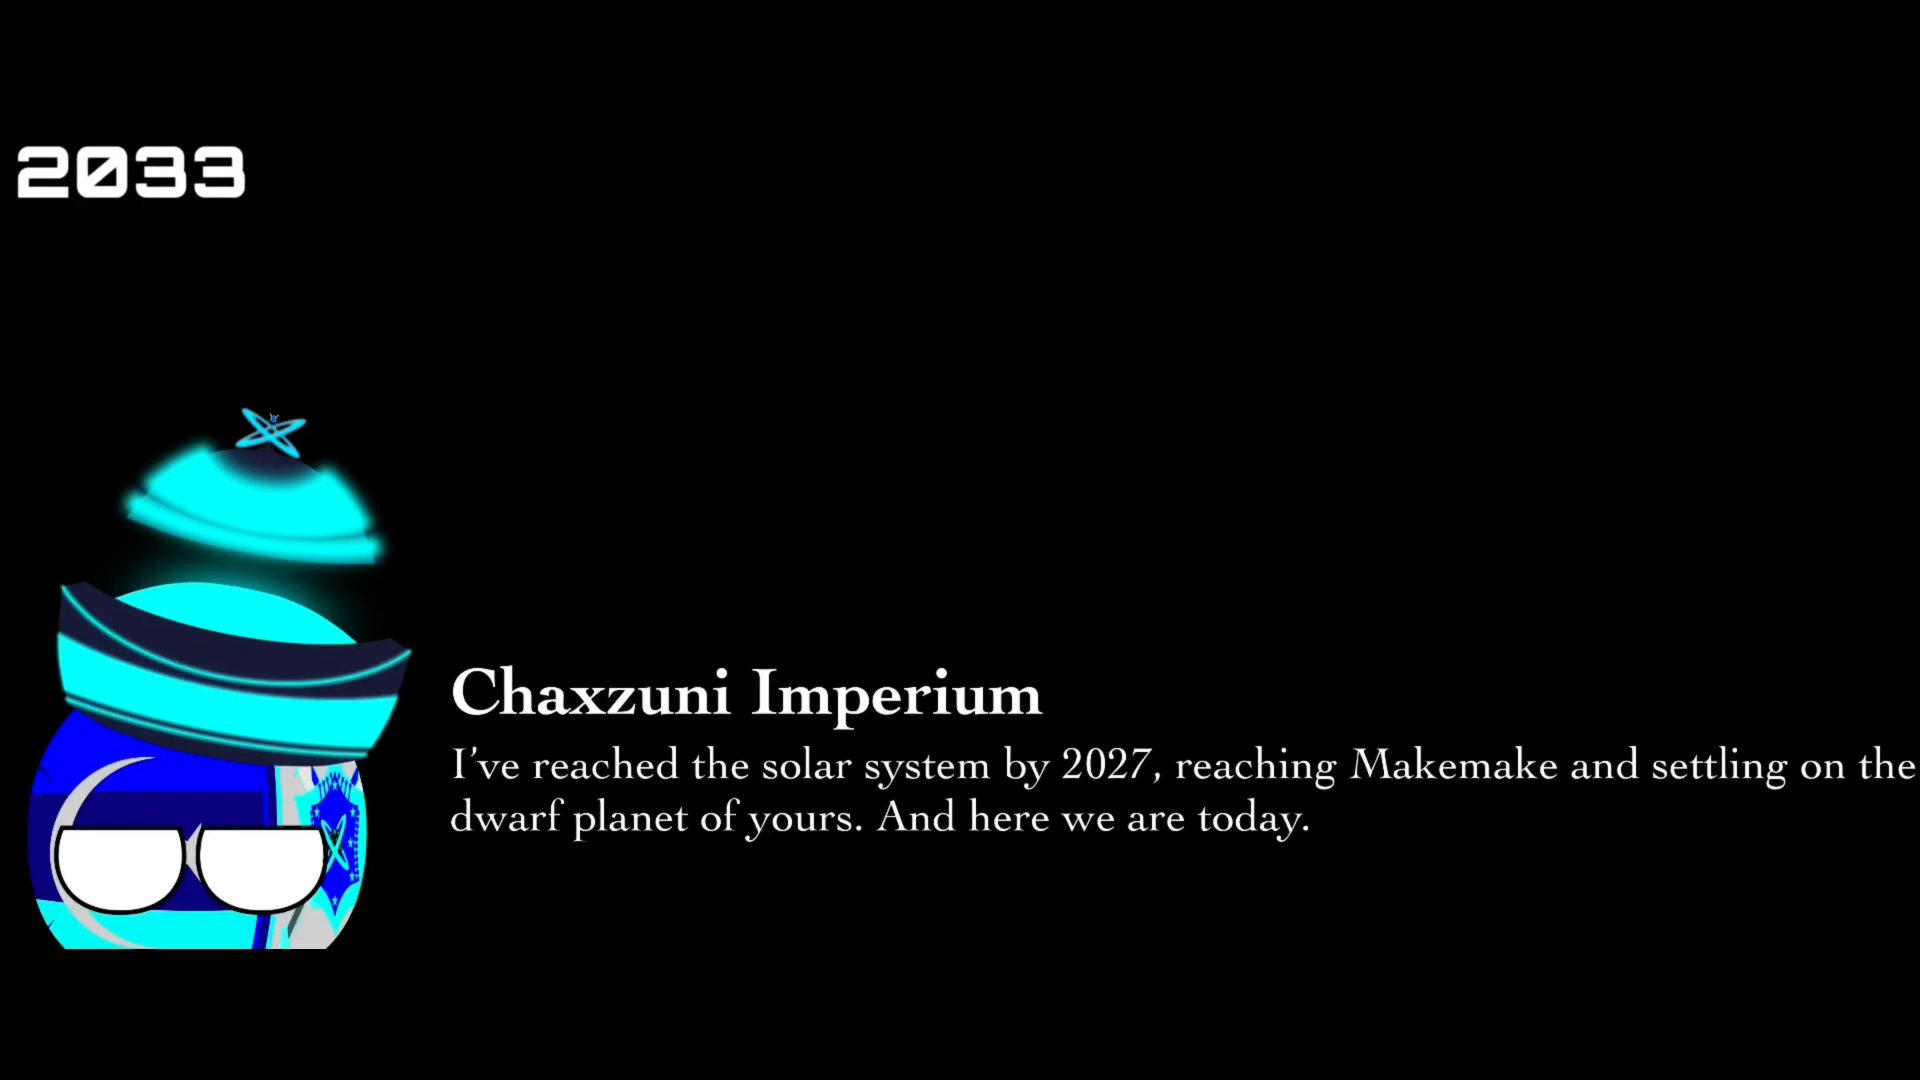 2033
Chaxzuni Imperium
I've reached the solar system by 2027, reaching Makemake and settling on the
dwarf planet of yours. And here we are today.